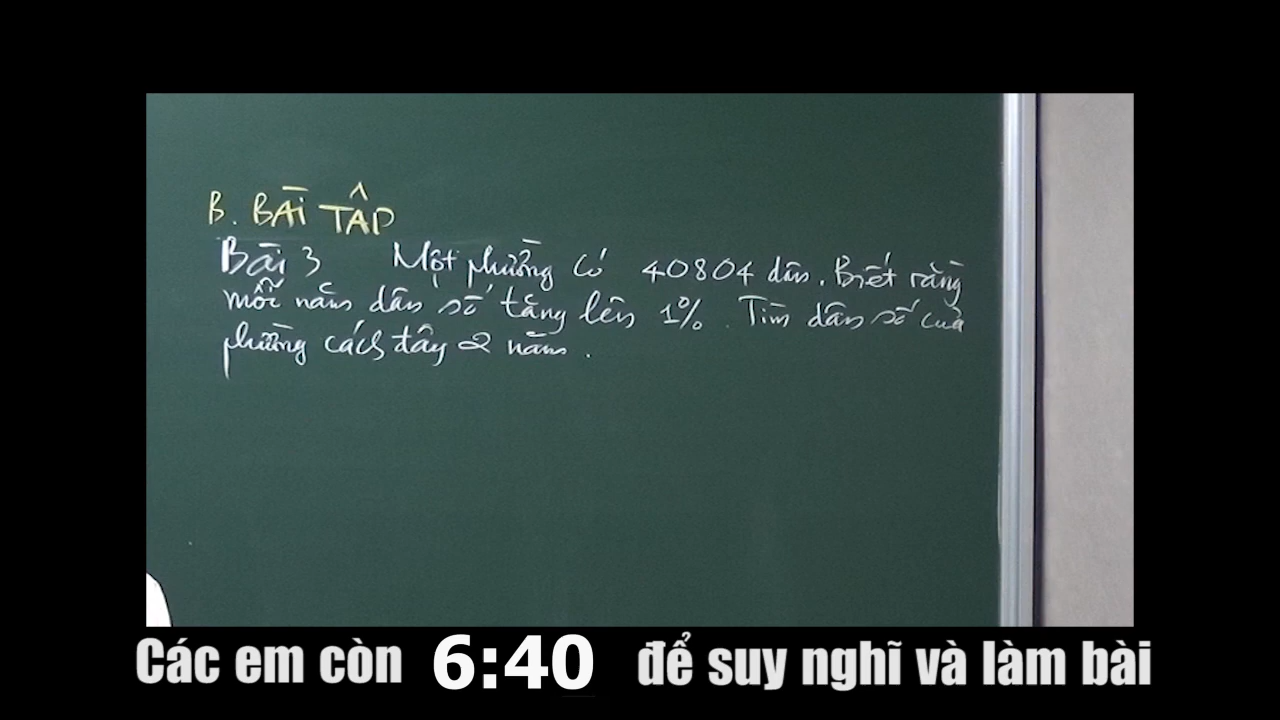 B. BÀI TẬP
Bài 3 Một phường có 40804 dân. Biết rằng
mỗi năm dân số tăng lên 1%. Tìm dân số của
phường cách đây 2 năm.
Các em còn 6:40 để suy nghĩ và làm bài